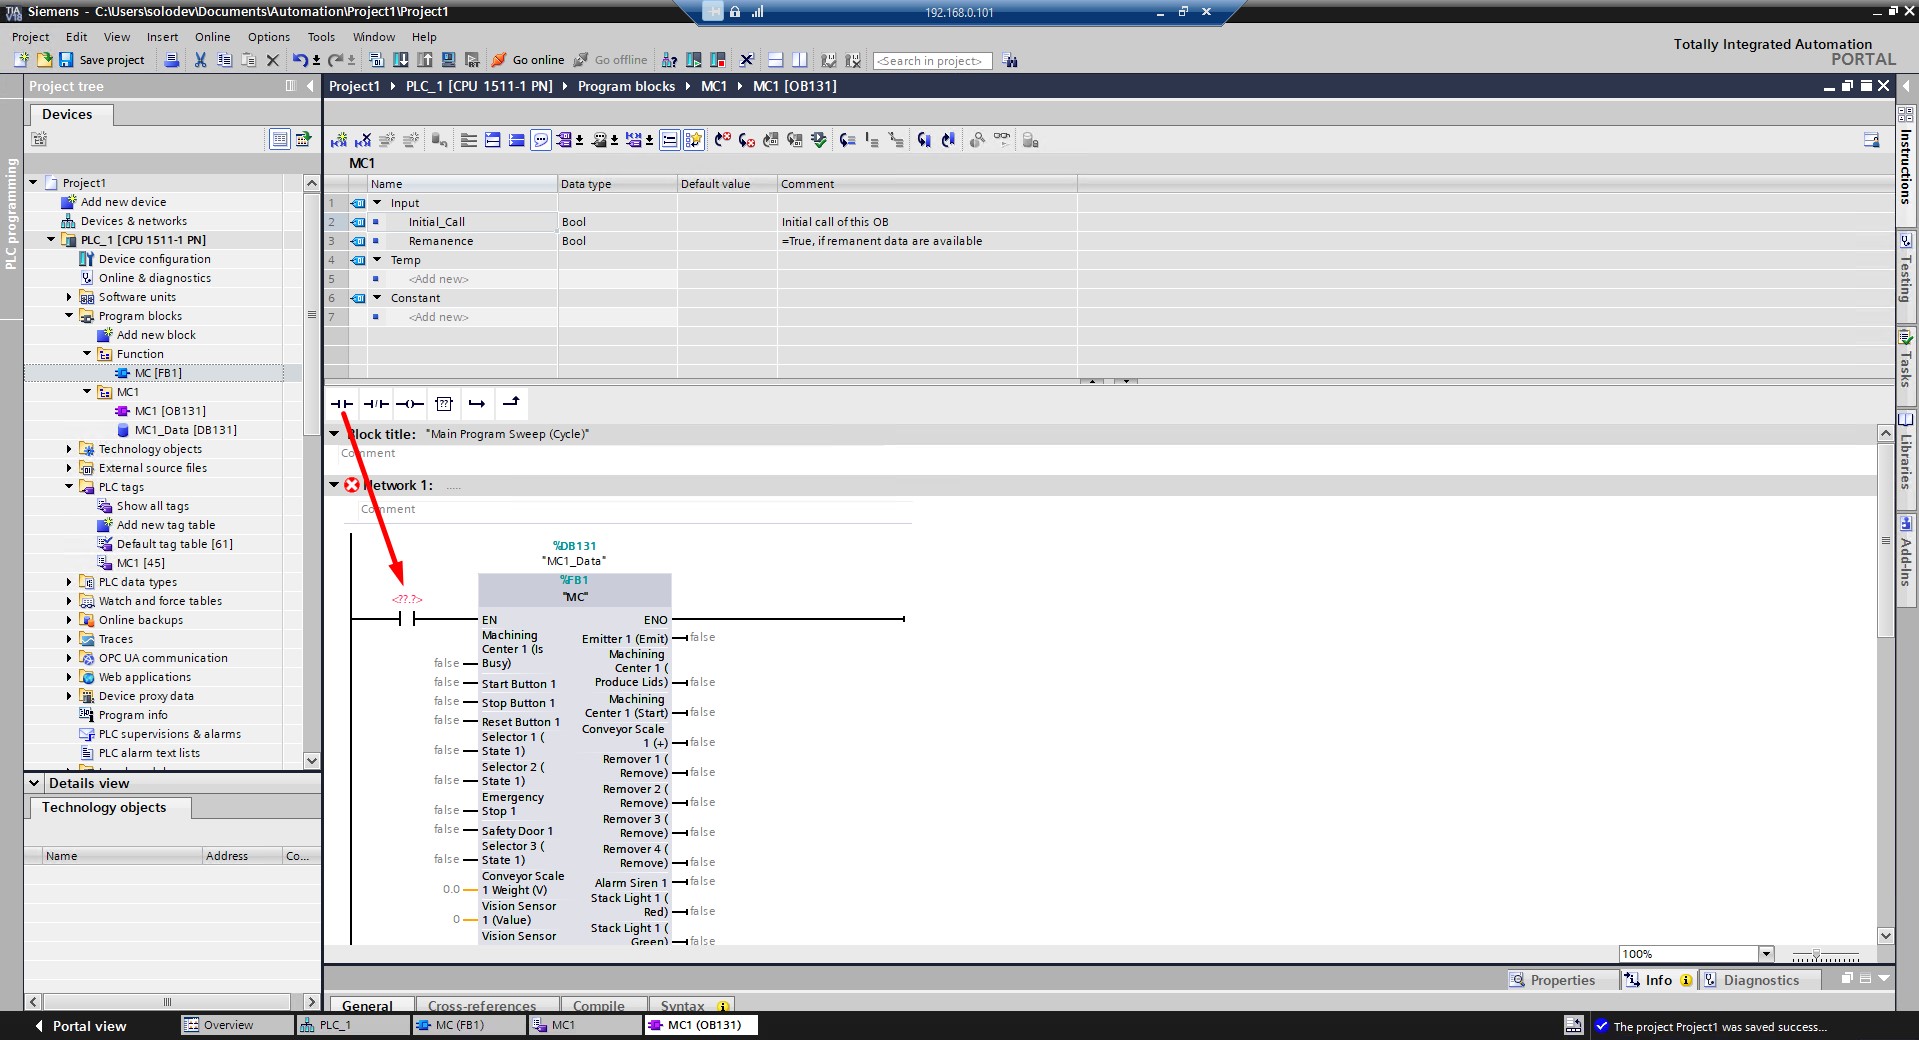 Siemens - C:\Users\solodev\Documents\Automation\Project1\Project1
192.168.0.101
Project Edit View Insert Online Options Tools Window Help
Totally Integrated Automation
PORTAL
Save project
Go online
Go offline
<Search in project>
Project tree
Project1 PLC_1 [CPU 1511-1 PN] Program blocks MC1 MC1 [OB131]
Devices
PLC programming
Project1
Add new device
Devices & networks
PLC_1 [CPU 1511-1 PN]
Device configuration
Online & diagnostics
Software units
Program blocks
Add new block
Function
MC [FB1]
MC1
MC1 [OB131]
MC1_Data [DB131]
Technology objects
External source files
PLC tags
Show all tags
Add new tag table
Default tag table [61]
MC1 [45]
PLC data types
Watch and force tables
Online backups
Traces
OPC UA communication
Web applications
Device proxy data
Program info
PLC supervisions & alarms
PLC alarm text lists
Details view
Technology objects
Name Address Co...
MC1
Name Data type Default value Comment
1 Input
2 Initial_Call Bool Initial call of this OB
3 Remanence Bool =True, if remanent data are available
4 Temp
5 <Add new>
6 Constant
7 <Add new>
Block title: "Main Program Sweep (Cycle)"
Comment
Network 1: .....
Comment
%DB131
"MC1_Data"
%FB1
"MC"
<??.?>
EN ENO
Machining
Center 1 (Is
false Busy)
false Start Button 1
false Stop Button 1
false Reset Button 1
Selector 1 (
false State 1)
Selector 2 (
false State 1)
Emergency
false Stop 1
false Safety Door 1
Selector 3 (
false State 1)
Conveyor Scale
0.0 1 Weight (V)
Vision Sensor
0 1 (Value)
Vision Sensor
Emitter 1 (Emit) false
Machining
Center 1 (
Produce Lids) false
Machining
Center 1 (Start) false
Conveyor Scale
1 (+) false
Remover 1 (
Remove) false
Remover 2 (
Remove) false
Remover 3 (
Remove) false
Remover 4 (
Remove) false
Alarm Siren 1 false
Stack Light 1 (
Red) false
Stack Light 1 (
Green) false
100%
Properties Info Diagnostics
General Cross-references Compile Syntax
Instructions
Testing
Tasks
Libraries
Add-Ins
Portal view Overview PLC_1 MC (FB1) MC1 MC1 (OB131)
The project Project1 was saved success...